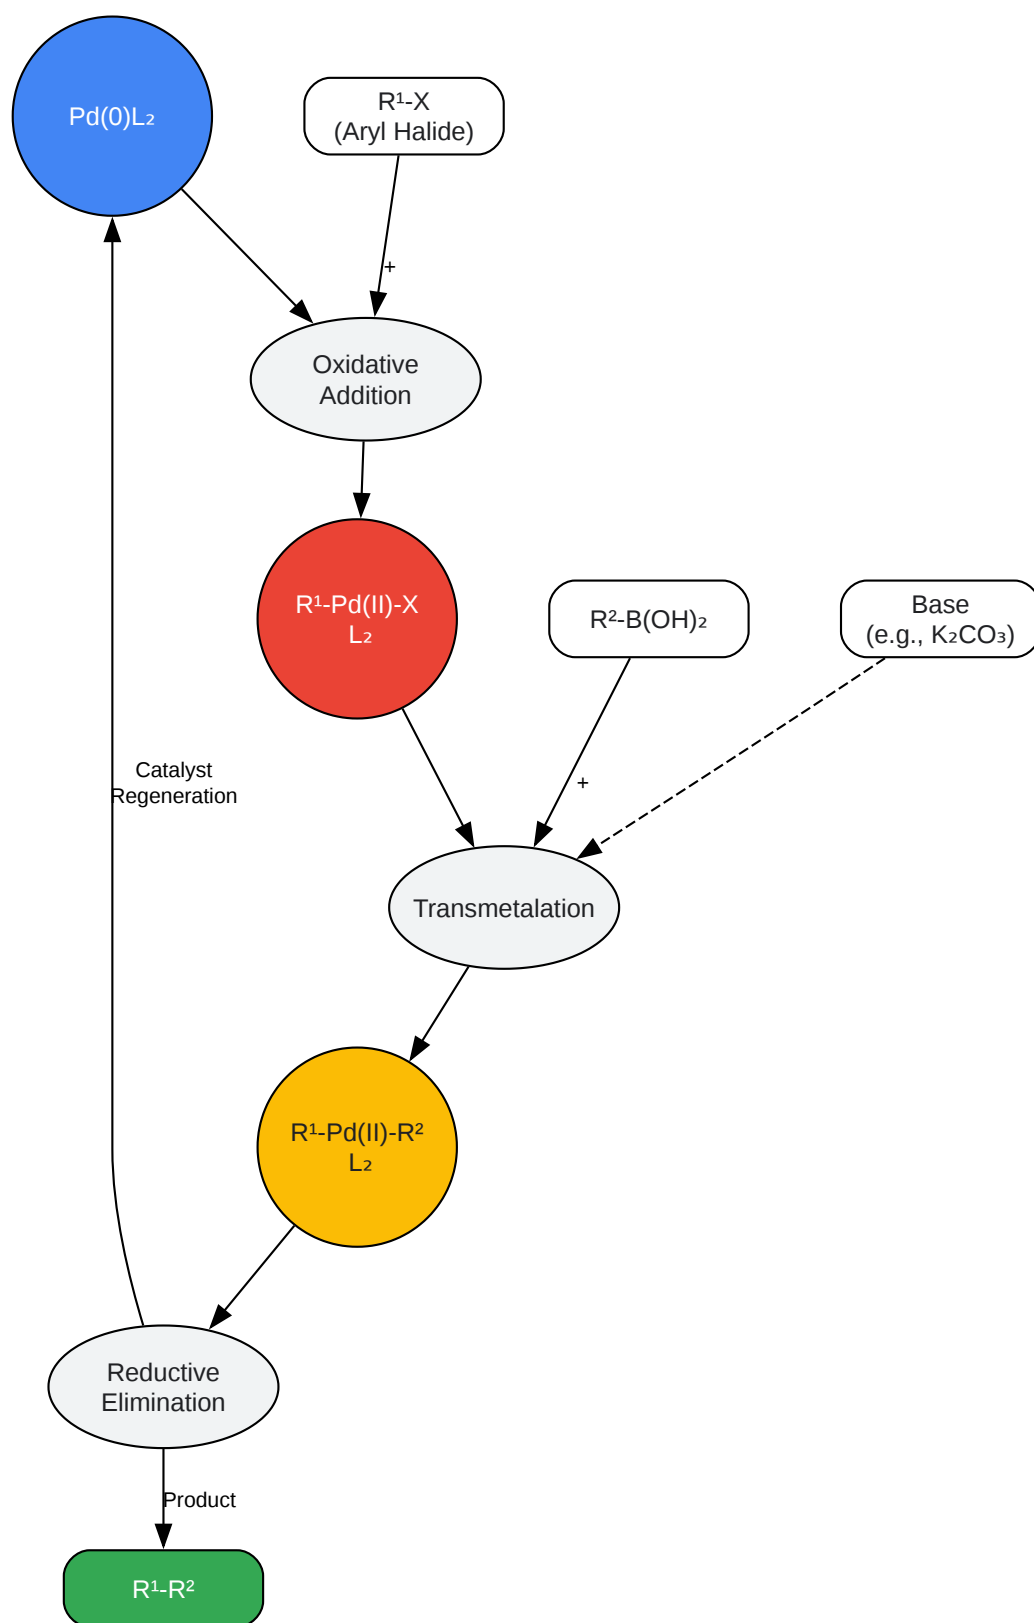 Pd(0)L₂
R¹-X
(Aryl Halide)
+
Oxidative
Addition
R¹-Pd(II)-X
L₂
R²-B(OH)₂
Base
(e.g., K₂CO₃)
Catalyst
Regeneration
+
Transmetalation
R¹-Pd(II)-R²
L₂
Reductive
Elimination
Product
R¹-R²